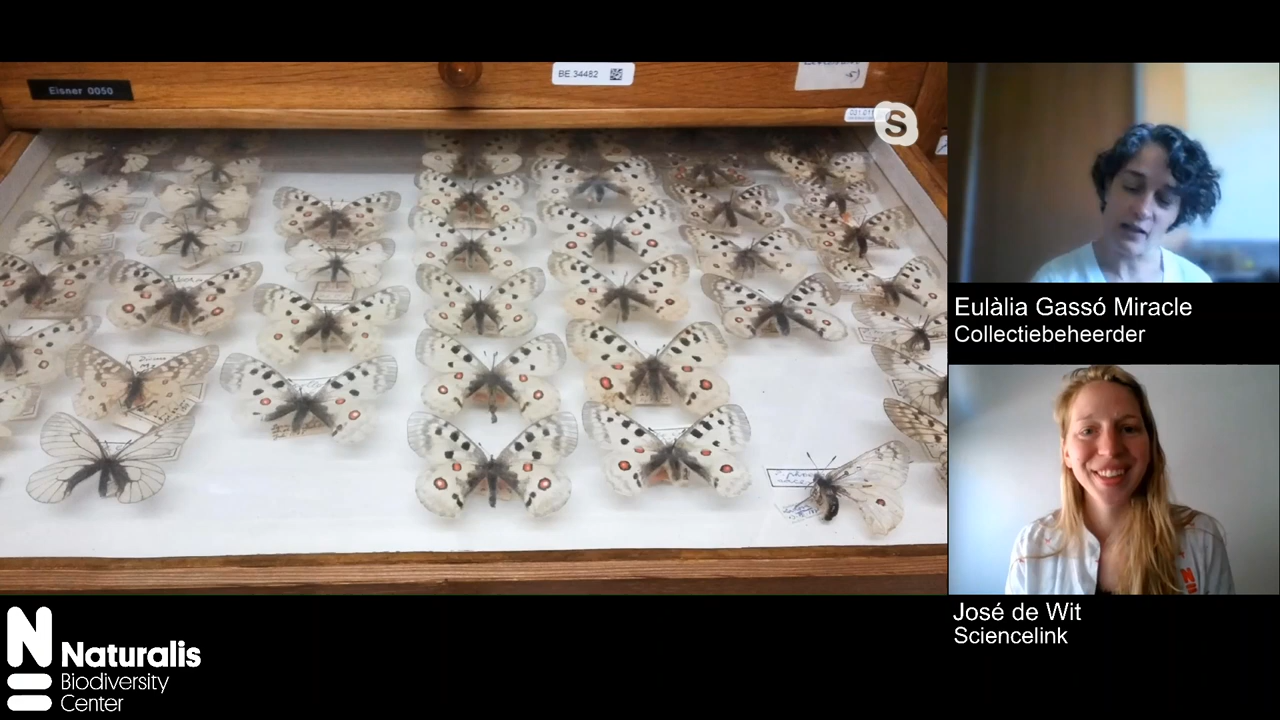 Eisner 0050
BE 34482
S
Eulàlia Gassó Miracle
Collectiebeheerder
José de Wit
Sciencelink
N
Naturalis
Biodiversity
Center